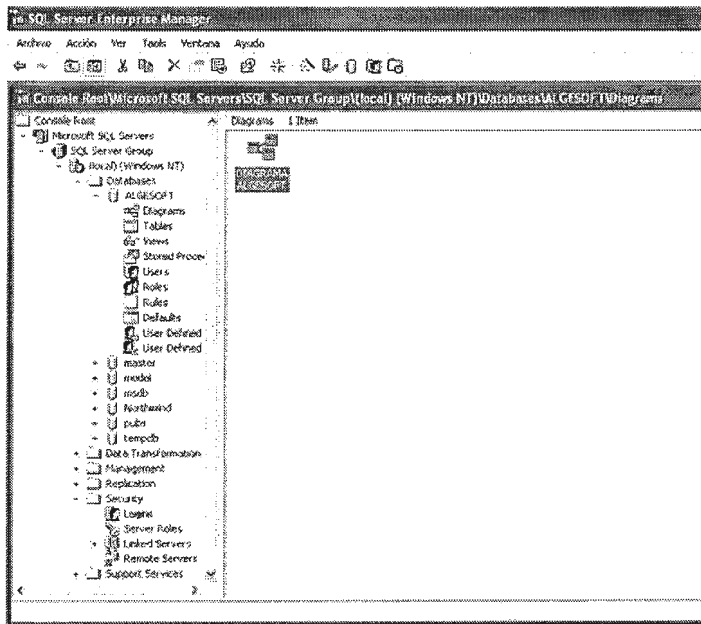 SQL Server Enterprise Manager
Archivo Acción Ver Tools Ventana Ayuda
Console Root\Microsoft SQL Servers\SQL Server Group\(local) (Windows NT)\Databases\ALGESOFT\Diagrams
Console Root
Diagrams 1 Item
Microsoft SQL Servers
SQL Server Group
(local) (Windows NT)
Databases
ALGESOFT
Diagrams
Tables
Views
Stored Proce
Users
Roles
Rules
Defaults
User Defined
User Defined
master
model
msdb
Northwind
pubs
tempdb
Data Transformation
Management
Replication
Security
Logins
Server Roles
Linked Servers
Remote Servers
Support Services
DIAGRAMA
ALGESOFT